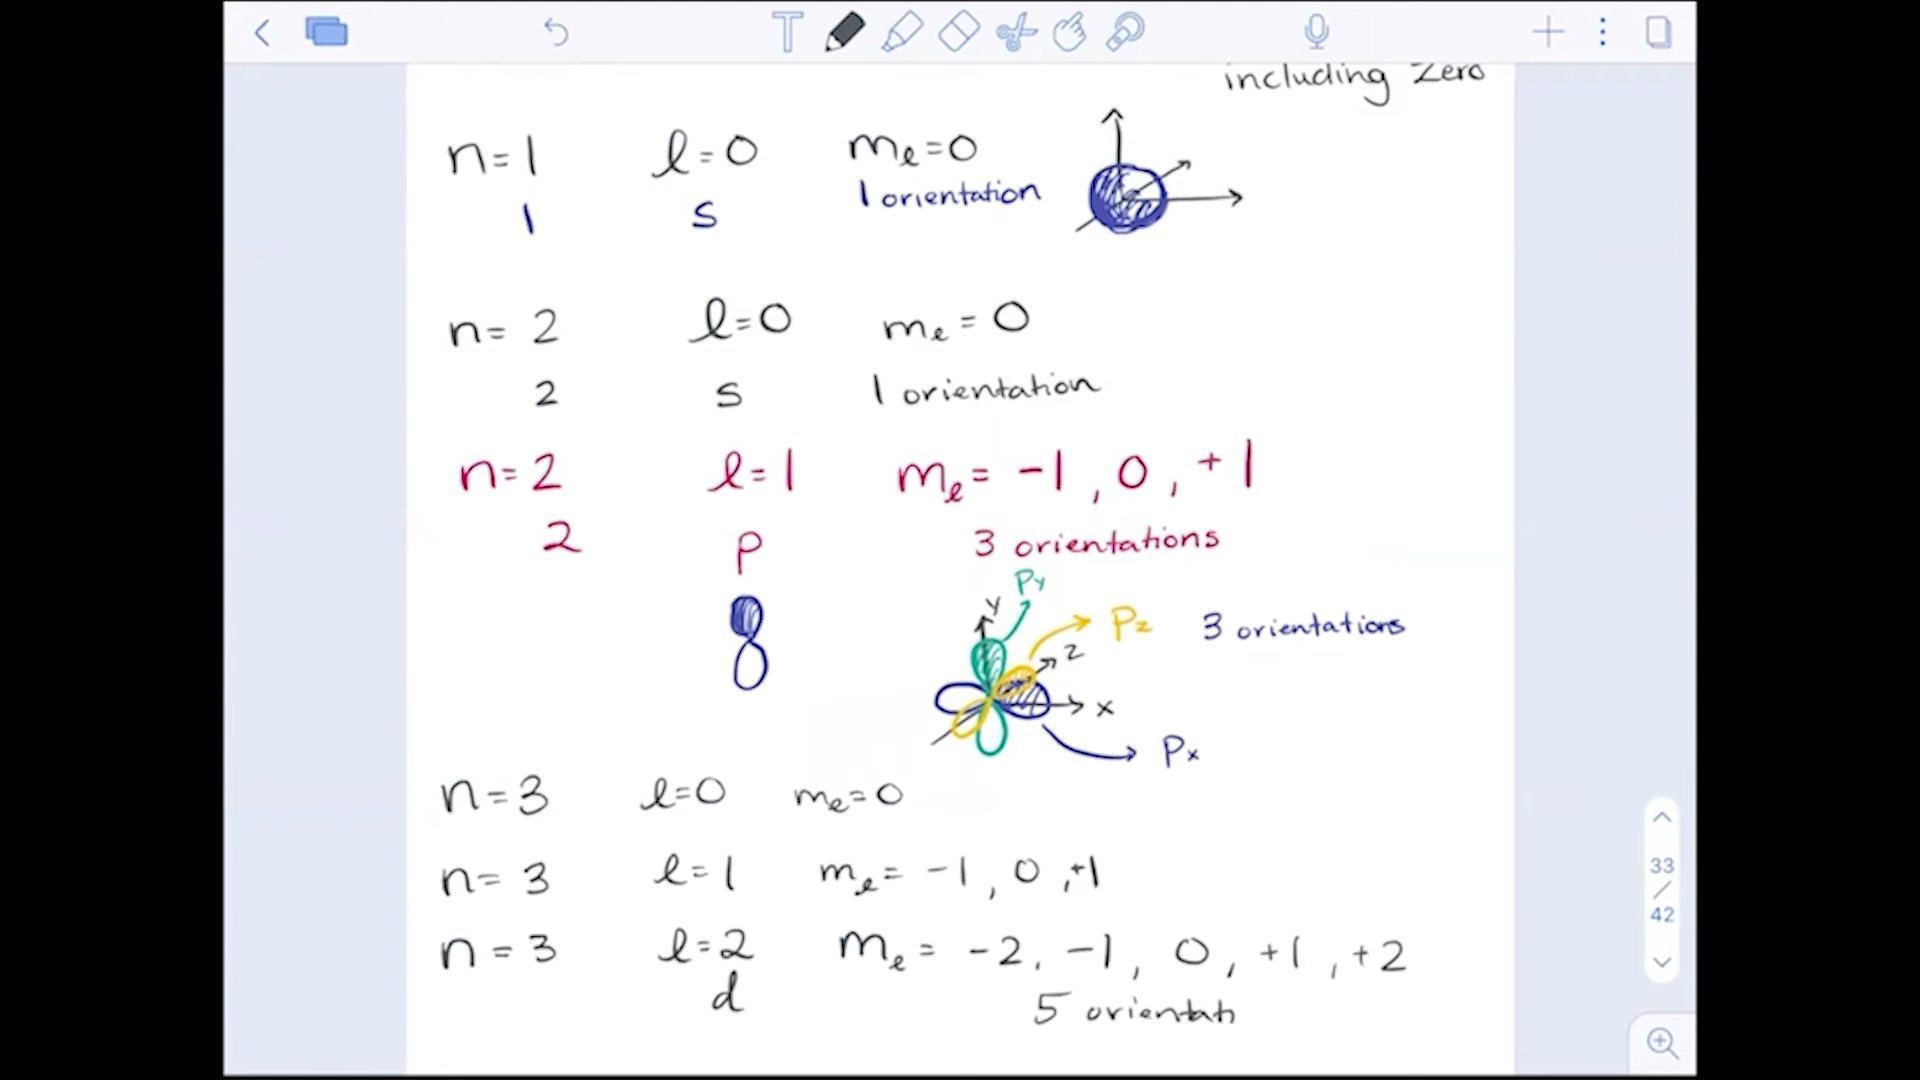 including zero
n=1 l=0 mₗ=0
1 s 1 orientation
n= 2 l=0 mₗ = 0
2 s 1 orientation
n=2 l=1 mₗ= -1, 0, +1
2 p 3 orientations
Py
y
Pz 3 orientations
z
x
Px
n=3 l=0 mₗ=0
n= 3 l=1 mₗ= -1, 0, +1
n = 3 l=2 mₗ = -2, -1, 0, +1, +2
d 5 orientati
33
/
42
T